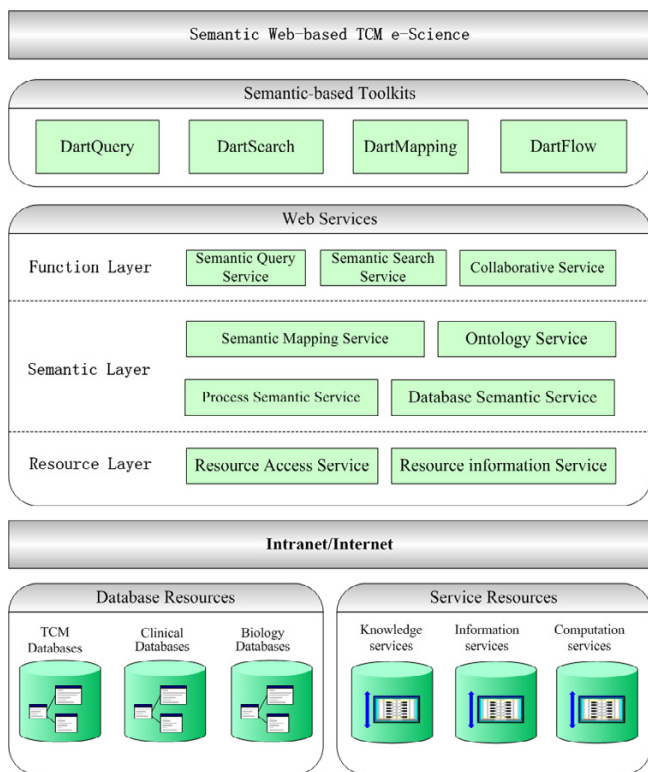 Semantic Web-based TCM e-Science
Semantic-based Toolkits
DartQuery
DartSearch
DartMapping
DartFlow
Web Services
Function Layer
Semantic Query
Service
Semantic Search
Service
Collaborative Service
Semantic Layer
Semantic Mapping Service
Ontology Service
Process Semantic Service
Database Semantic Service
Resource Layer
Resource Access Service
Resource information Service
Intranet/Internet
Database Resources
TCM
Databases
Clinical
Databases
Biology
Databases
Service Resources
Knowledge
services
Information
services
Computation
services